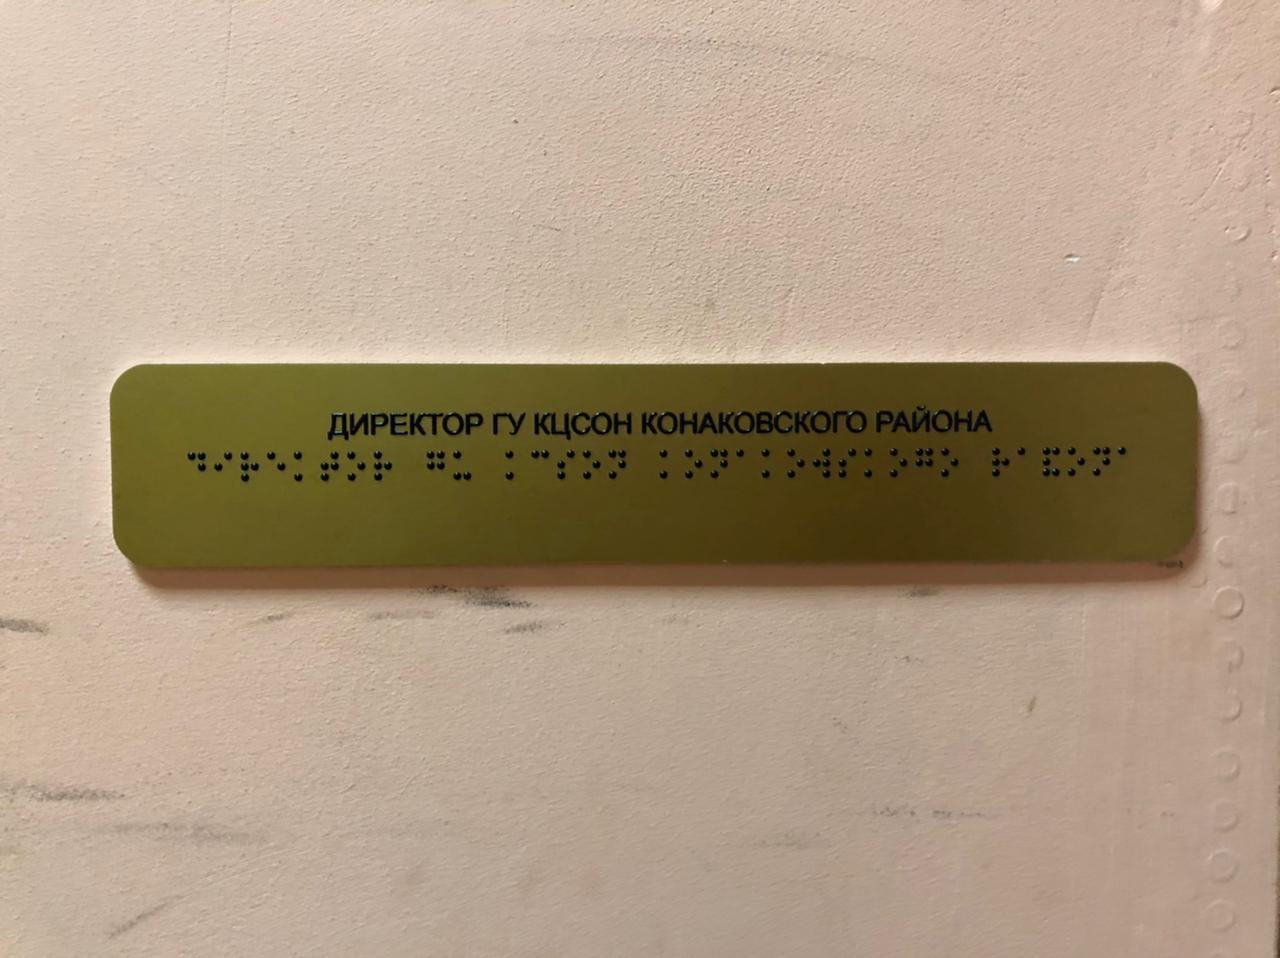 ДИРЕКТОР ГУ КЦСОН КОНАКОВСКОГО РАЙОНА
⠙⠊⠗⠑⠅⠞⠕⠗ ⠛⠥ ⠅⠉⠎⠕⠝ ⠅⠕⠝⠁⠅⠕⠺⠎⠅⠕⠛⠕ ⠗⠁⠯⠕⠝⠁